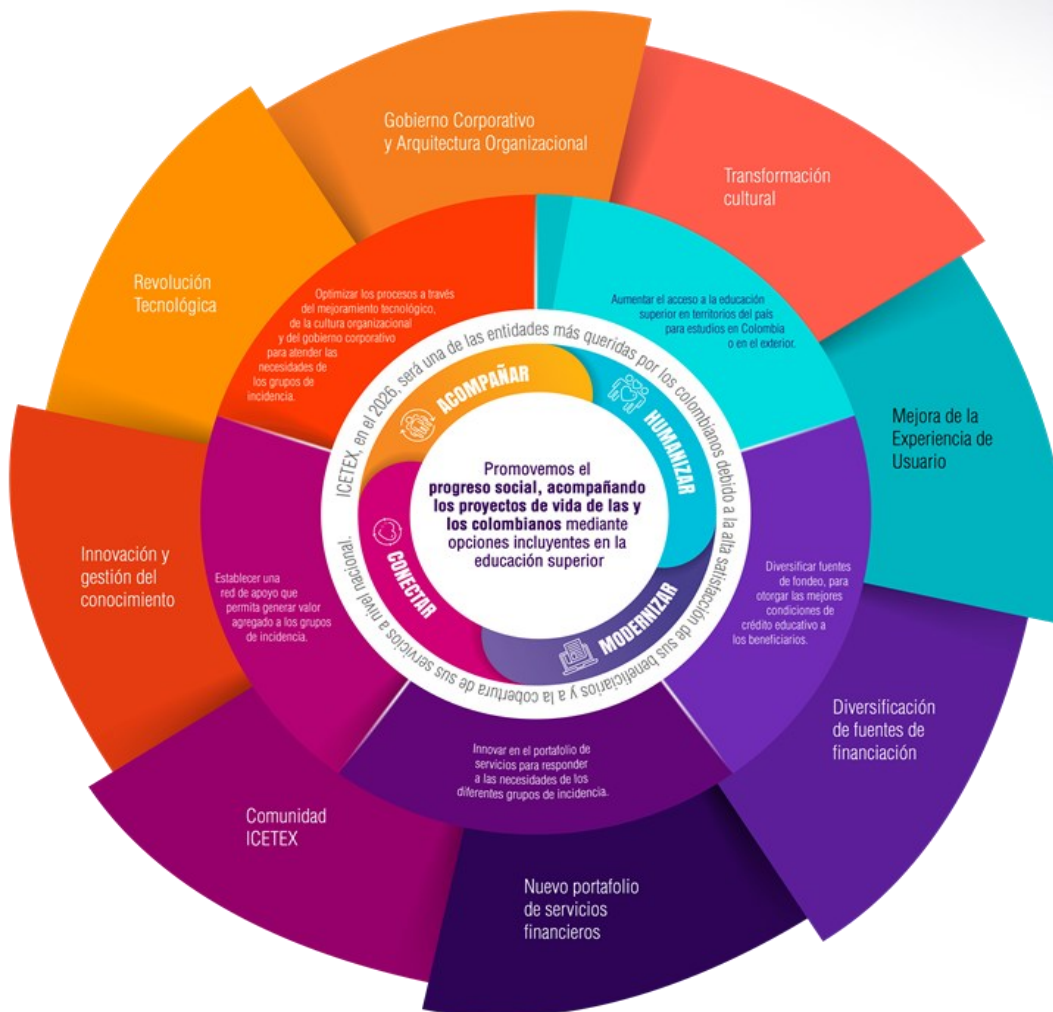 Gobierno Corporativo
y Arquitectura Organizacional
Transformación
cultural
Mejora de la
Experiencia de
Usuario
Diversificación
de fuentes de
financiación
Nuevo portafolio
de servicios
financieros
Comunidad
ICETEX
Innovación y
gestión del
conocimiento
Revolución
Tecnológica
Optimizar los procesos a través
del mejoramiento tecnológico,
de la cultura organizacional
y del gobierno corporativo
para atender las
necesidades de
los grupos de
incidencia.
Aumentar el acceso a la educación
superior en territorios del país
para estudios en Colombia
o en el exterior.
Diversificar fuentes
de fondeo, para
otorgar las mejores
condiciones de
crédito educativo a
los beneficiarios.
Innovar en el portafolio de
servicios para responder
a las necesidades de los
diferentes grupos de incidencia.
Establecer una
red de apoyo que
permita generar valor
agregado a los grupos
de incidencia.
ICETEX, en el 2026, será una de las entidades más queridas por los colombianos debido a la alta satisfacción de sus beneficiarios y a la cobertura de sus servicios a nivel nacional.
ACOMPAÑAR
HUMANIZAR
MODERNIZAR
CONECTAR
Promovemos el
progreso social, acompañando
los proyectos de vida de las y
los colombianos mediante
opciones incluyentes en la
educación superior